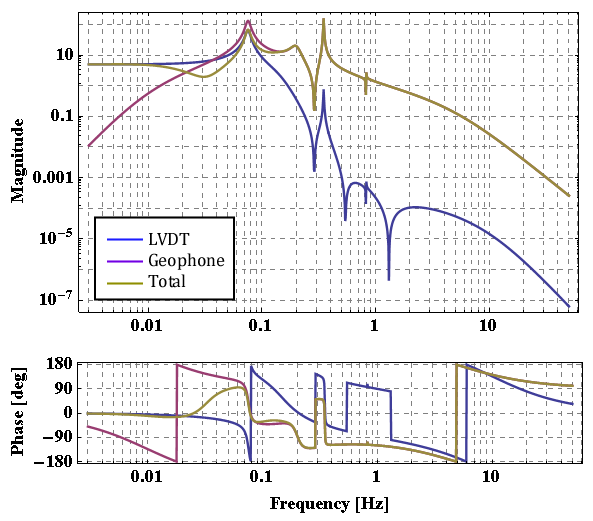 10
0.1
0.001
10⁻⁵
10⁻⁷
Magnitude
LVDT
Geophone
Total
0.01 0.1 1 10
180
90
0
−90
−180
Phase [deg]
0.01 0.1 1 10
Frequency [Hz]